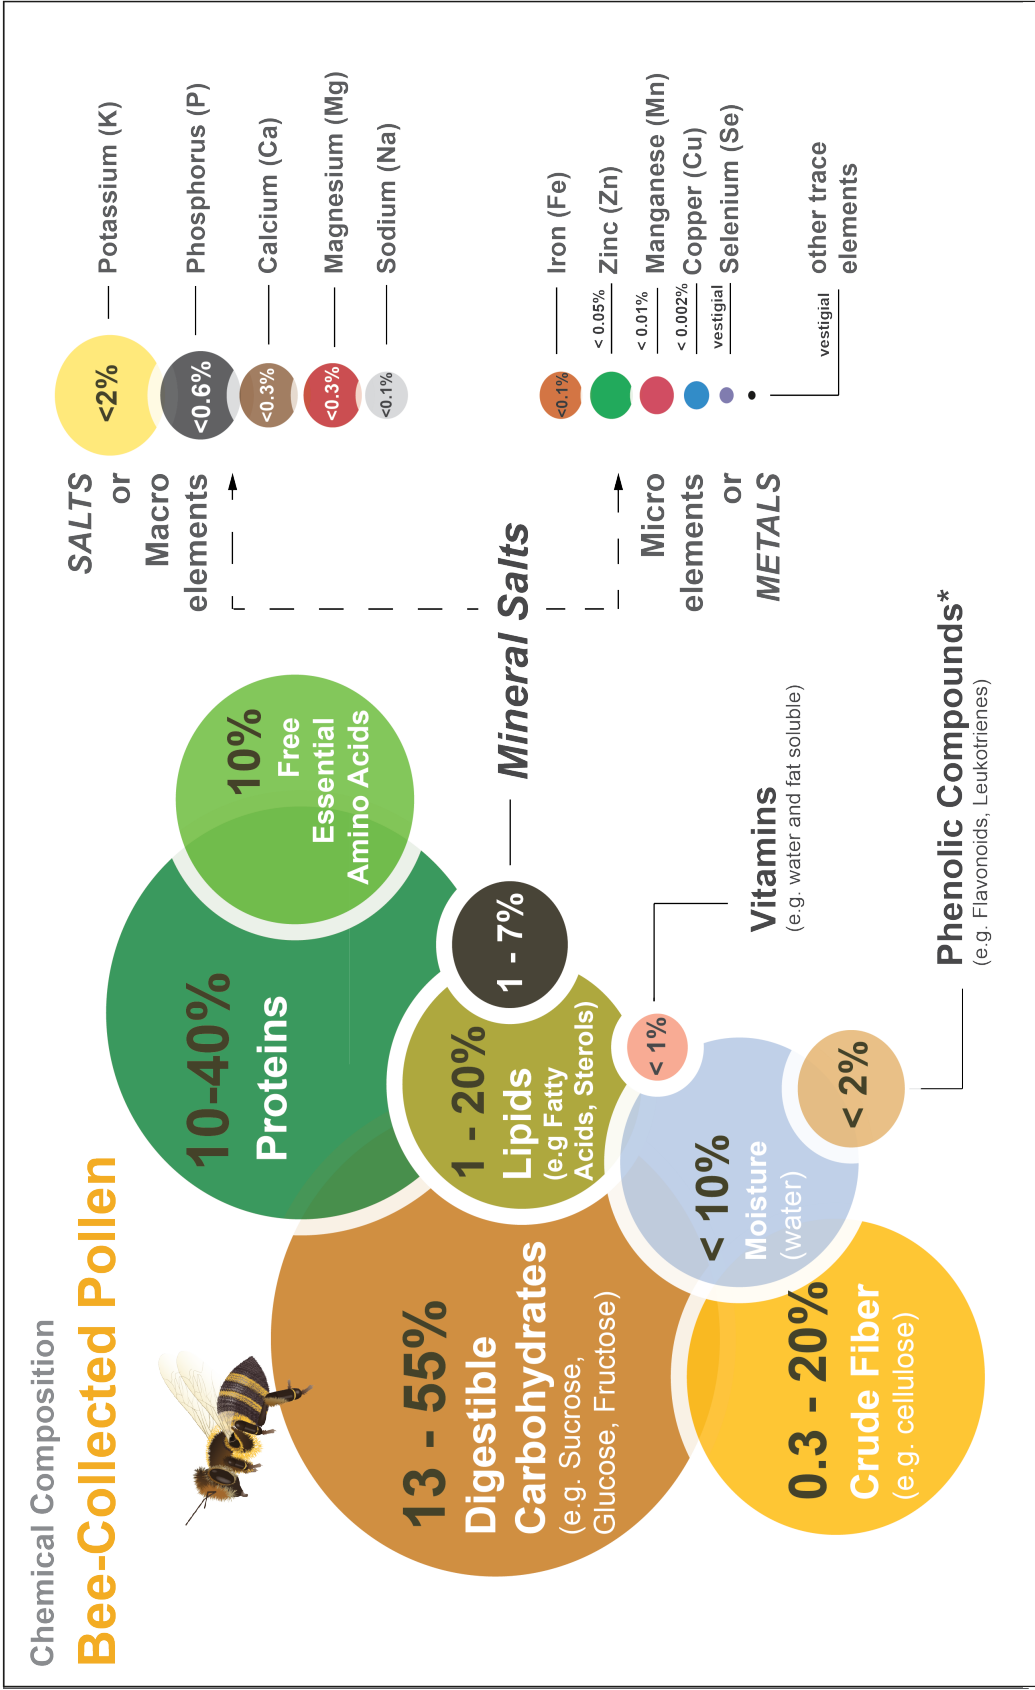 Chemical Composition
Bee-Collected Pollen
13 - 55%
Digestible
Carbohydrates
(e.g. Sucrose,
Glucose, Fructose)
10-40%
Proteins
10%
Free
Essential
Amino Acids
1 - 20%
Lipids
(e.g Fatty
Acids, Sterols)
1 - 7%
Mineral Salts
0.3 - 20%
Crude Fiber
(e.g. cellulose)
< 10%
Moisture
(water)
< 1%
Vitamins
(e.g. water and fat soluble)
< 2%
Phenolic Compounds*
(e.g. Flavonoids, Leukotrienes)
SALTS
or
Macro
elements
<2%
Potassium (K)
<0.6%
Phosphorus (P)
<0.3%
Calcium (Ca)
<0.3%
Magnesium (Mg)
<0.1%
Sodium (Na)
Micro
elements
or
METALS
<0.1%
Iron (Fe)
< 0.05%
Zinc (Zn)
< 0.01%
Manganese (Mn)
< 0.002%
Copper (Cu)
vestigial
Selenium (Se)
vestigial
other trace
elements